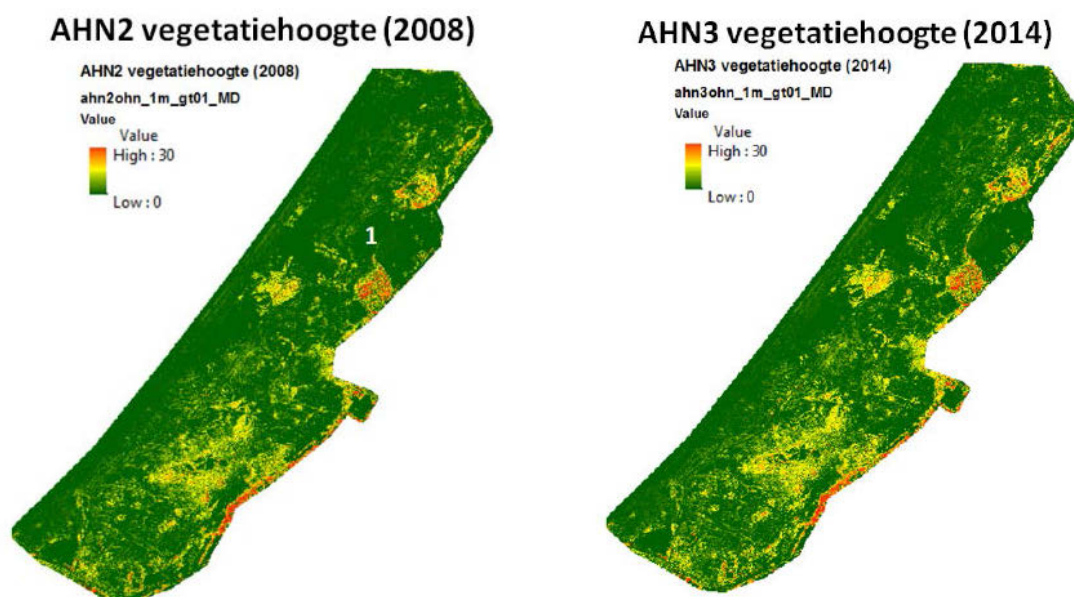 AHN2 vegetatiehoogte (2008)
AHN2 vegetatiehoogte (2008)
ahn2ohn_1m_gt01_MD
Value
Value
High : 30
Low : 0
1
AHN3 vegetatiehoogte (2014)
AHN3 vegetatiehoogte (2014)
ahn3ohn_1m_gt01_MD
Value
Value
High : 30
Low : 0